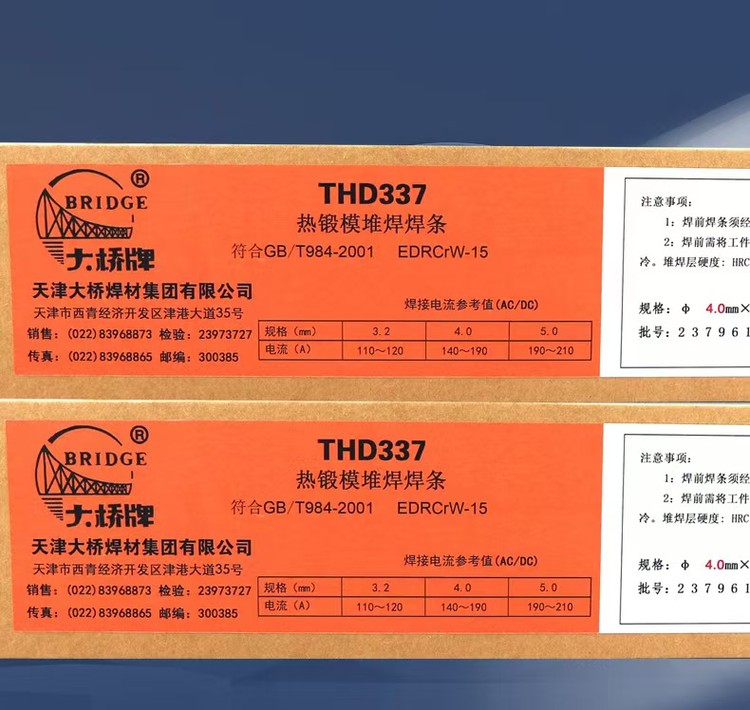 BRIDGE ®
大桥牌
天津大桥焊材集团有限公司
天津市西青经济开发区津港大道35号
销售：(022)83968873 检验：23973727
传真：(022)83968865 邮编：300385
THD337
热锻模堆焊焊条
符合GB/T984-2001 EDRCrW-15
焊接电流参考值(AC/DC)
规格(mm) 3.2 4.0 5.0
电流(A) 110～120 140～190 190～210
注意事项：
1：焊前焊条须经
2：焊前需将工件
冷。堆焊层硬度：HRC
规格：φ 4.0mm×
批号：237961
BRIDGE ®
大桥牌
天津大桥焊材集团有限公司
天津市西青经济开发区津港大道35号
销售：(022)83968873 检验：23973727
传真：(022)83968865 邮编：300385
THD337
热锻模堆焊焊条
符合GB/T984-2001 EDRCrW-15
焊接电流参考值(AC/DC)
规格(mm) 3.2 4.0 5.0
电流(A) 110～120 140～190 190～210
注意事项：
1：焊前焊条须经
2：焊前需将工件
冷。堆焊层硬度：HRC
规格：φ 4.0mm×
批号：237961